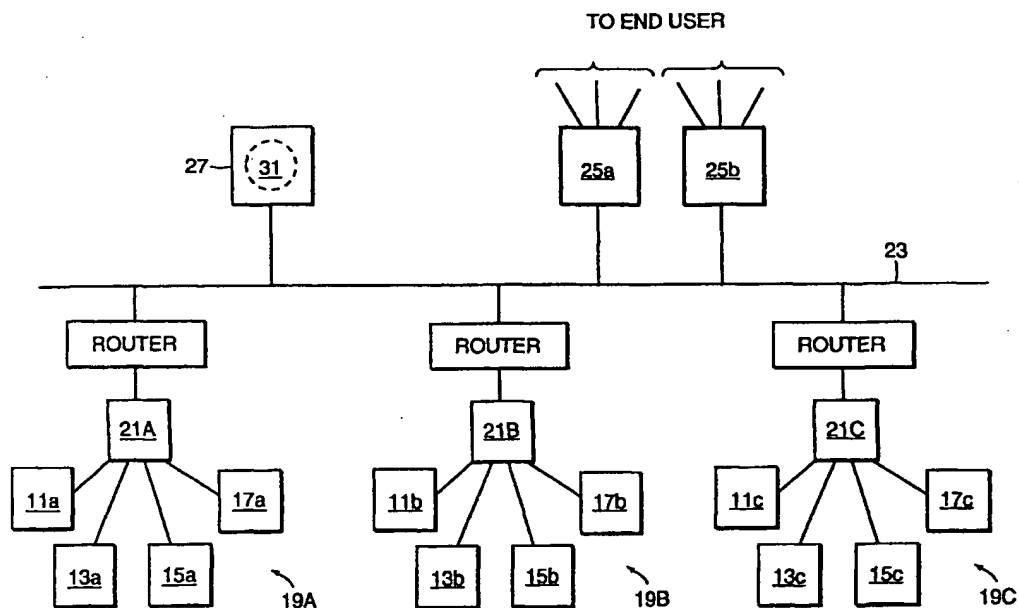 TO END USER
27
31
25a
25b
23
ROUTER
ROUTER
ROUTER
21A
21B
21C
11a
17a
11b
17b
11c
17c
13a
15a
13b
15b
13c
15c
19A
19B
19C